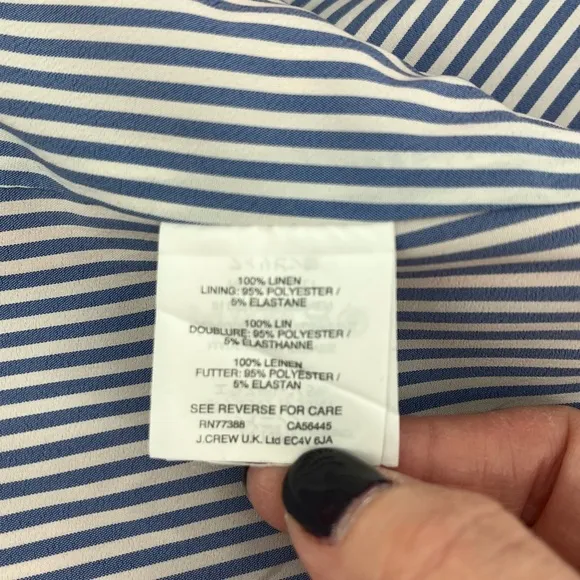 100% LINEN
LINING: 95% POLYESTER /
5% ELASTANE
100% LIN
DOUBLURE: 95% POLYESTER /
5% ELASTHANNE
100% LEINEN
FUTTER: 95% POLYESTER /
5% ELASTAN
SEE REVERSE FOR CARE
RN77388 CA56445
J.CREW U.K. Ltd EC4V 6JA